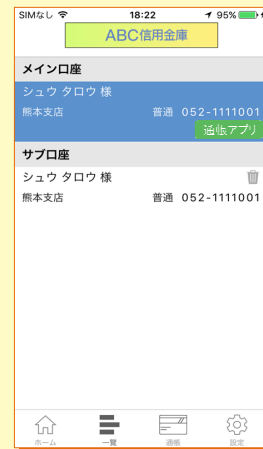 SIMなし 18:22 95%
ABC信用金庫
メイン口座
シュウ タロウ 様
熊本支店 普通 052-1111001
通帳アプリ
サブ口座
シュウ タロウ 様
熊本支店 普通 052-1111001
ホーム 一覧 通帳 設定